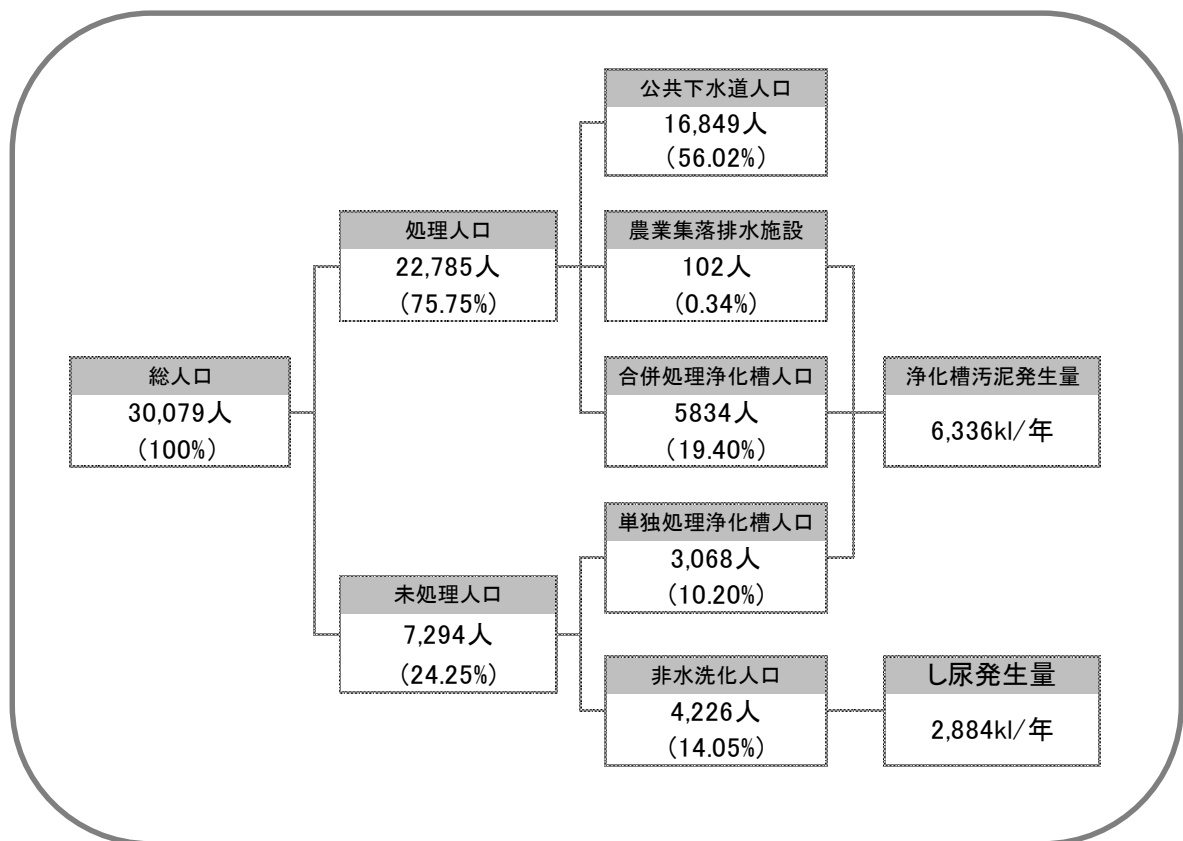 公共下水道人口
16,849人
(56.02%)
処理人口
22,785人
(75.75%)
農業集落排水施設
102人
(0.34%)
総人口
30,079人
(100%)
合併処理浄化槽人口
5834人
(19.40%)
浄化槽汚泥発生量
6,336kl/年
単独処理浄化槽人口
3,068人
(10.20%)
未処理人口
7,294人
(24.25%)
非水洗化人口
4,226人
(14.05%)
し尿発生量
2,884kl/年